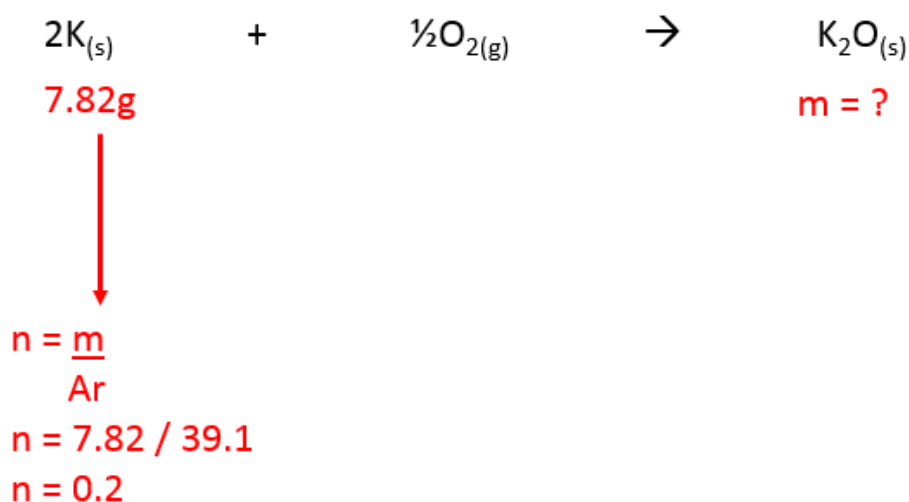 2K(s) + ½O2(g) → K2O(s)
7.82g m = ?
n = m
Ar
n = 7.82 / 39.1
n = 0.2